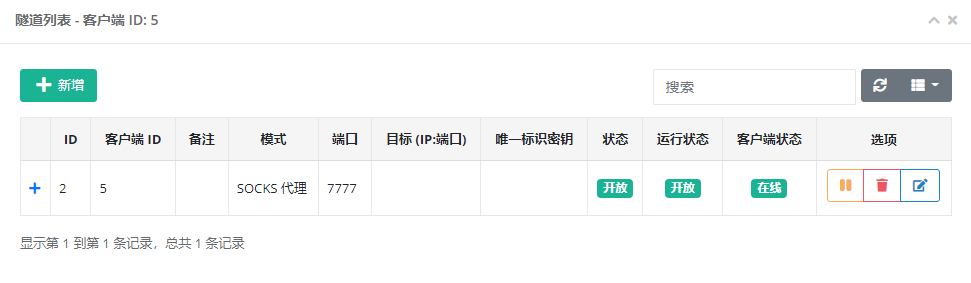 隧道列表 - 客户端 ID: 5
新增
搜索
ID 客户端 ID 备注 模式 端口 目标 (IP:端口) 唯一标识密钥 状态 运行状态 客户端状态 选项
2 5 SOCKS 代理 7777 开放 开放 在线
显示第 1 到第 1 条记录，总共 1 条记录